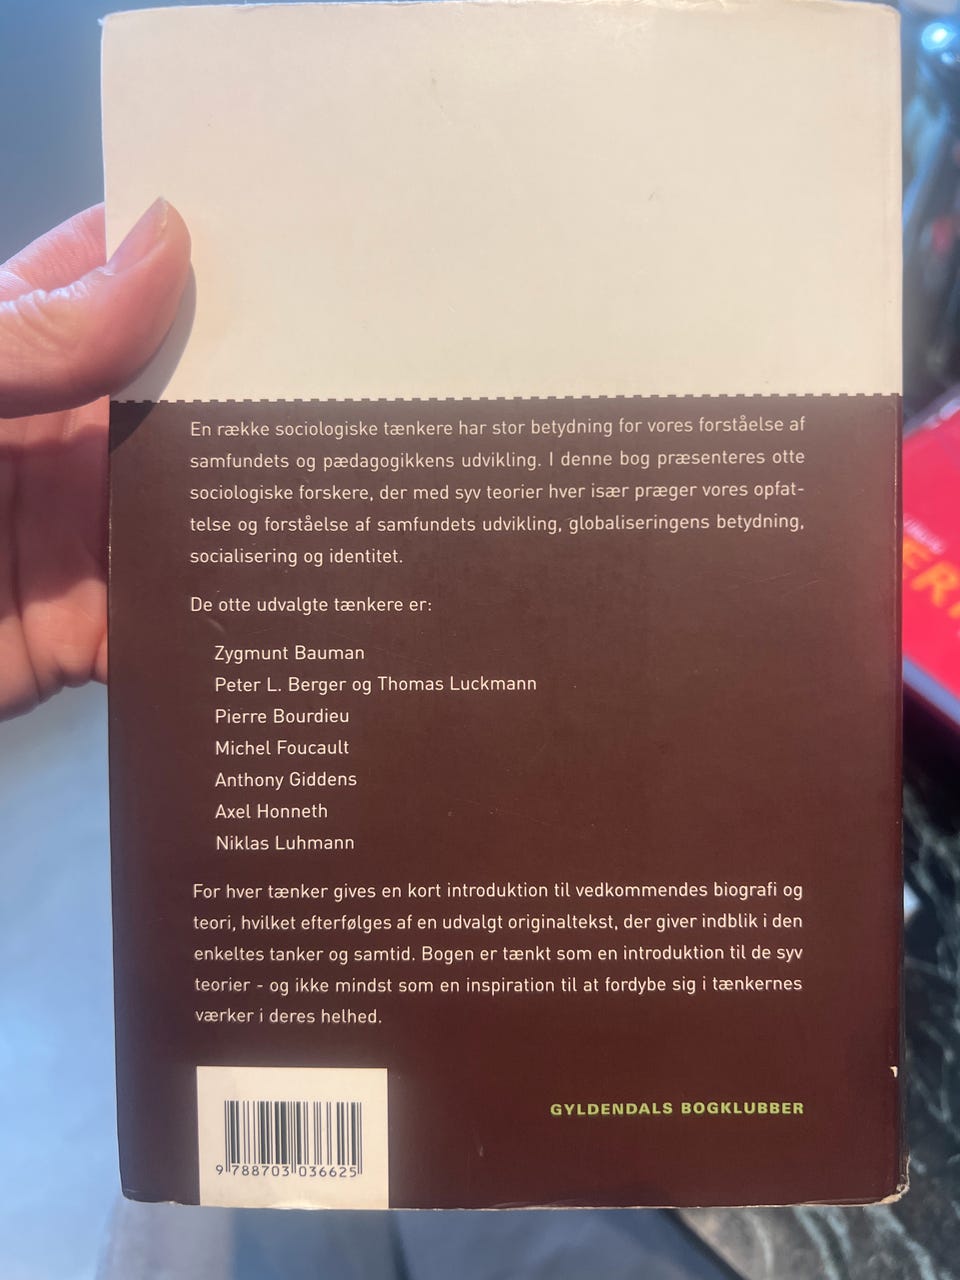 En række sociologiske tænkere har stor betydning for vores forståelse af
samfundets og pædagogikkens udvikling. I denne bog præsenteres otte
sociologiske forskere, der med syv teorier hver især præger vores opfat-
telse og forståelse af samfundets udvikling, globaliseringens betydning,
socialisering og identitet.
De otte udvalgte tænkere er:
Zygmunt Bauman
Peter L. Berger og Thomas Luckmann
Pierre Bourdieu
Michel Foucault
Anthony Giddens
Axel Honneth
Niklas Luhmann
For hver tænker gives en kort introduktion til vedkommendes biografi og
teori, hvilket efterfølges af en udvalgt originaltekst, der giver indblik i den
enkeltes tanker og samtid. Bogen er tænkt som en introduktion til de syv
teorier - og ikke mindst som en inspiration til at fordybe sig i tænkernes
værker i deres helhed.
GYLDENDALS BOGKLUBBER
9 788703 036625